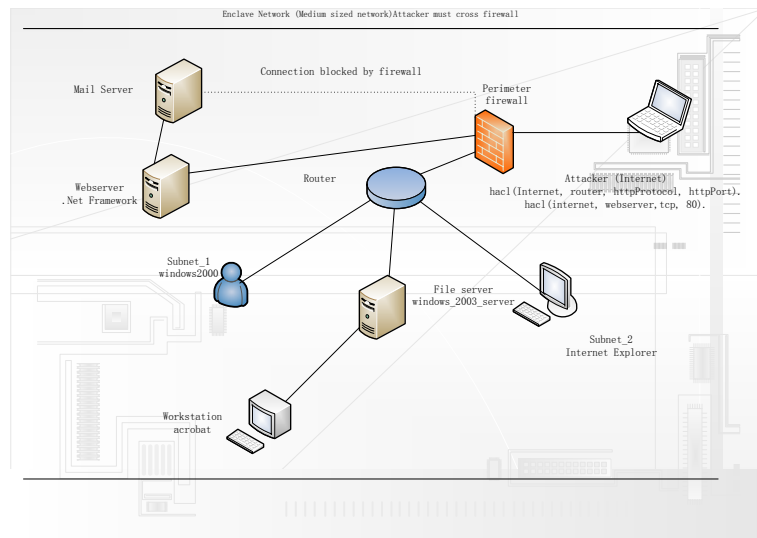 Enclave Network (Medium sized network)Attacker must cross firewall
Connection blocked by firewall
Mail Server
Perimeter
firewall
Router
Attacker (Internet)
hacl(Internet, router, httpProtocol, httpPort).
hacl(internet, webserver,tcp, 80).
Webserver
.Net Framework
Subnet_1
windows2000
File server
windows_2003_server
Subnet_2
Internet Explorer
Workstation
acrobat